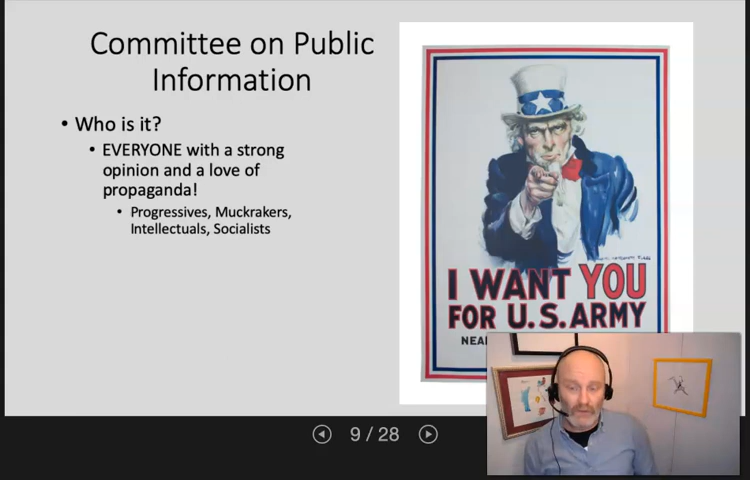 Committee on Public
Information
• Who is it?
• EVERYONE with a strong
opinion and a love of
propaganda!
• Progressives, Muckrakers,
Intellectuals, Socialists
I WANT YOU
FOR U.S. ARMY
9 / 28